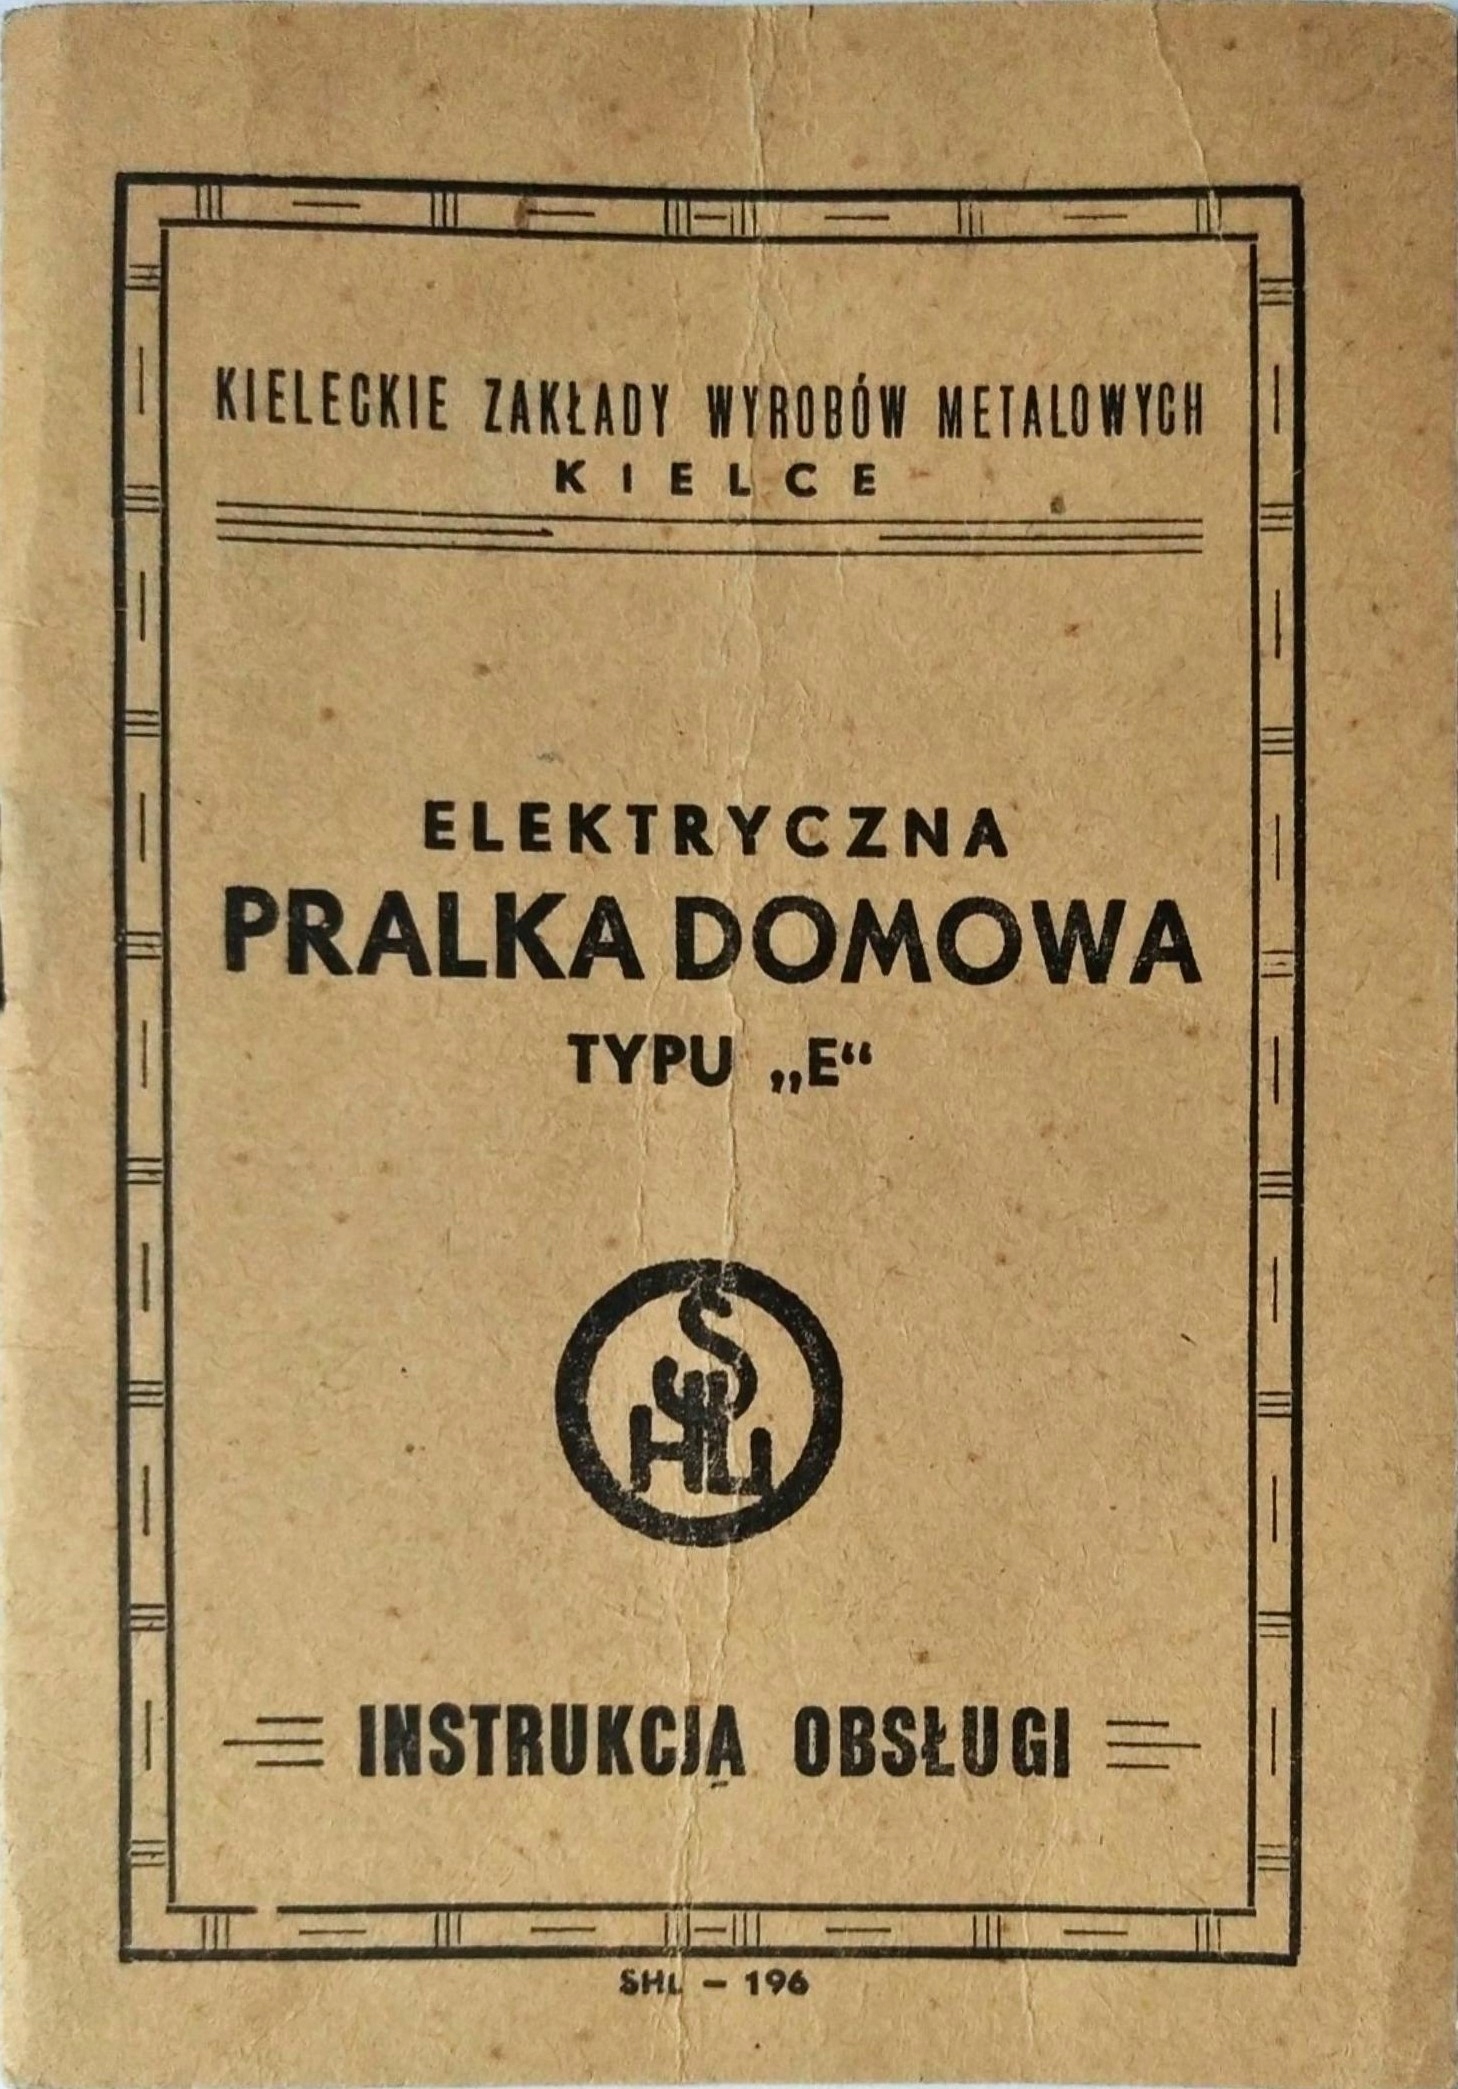 KIELECKIE ZAKŁADY WYROBÓW METALOWYCH
KIELCE
ELEKTRYCZNA
PRALKA DOMOWA
TYPU „E“
SHL
INSTRUKCJA OBSŁUGI
SHL - 196